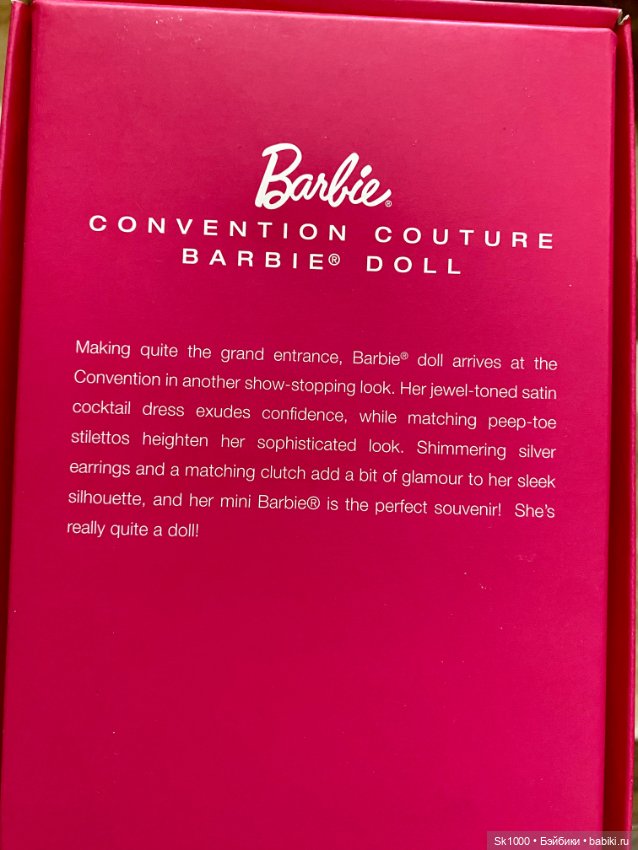 Barbie®
CONVENTION COUTURE
BARBIE® DOLL
Making quite the grand entrance, Barbie® doll arrives at the
Convention in another show-stopping look. Her jewel-toned satin
cocktail dress exudes confidence, while matching peep-toe
stilettos heighten her sophisticated look. Shimmering silver
earrings and a matching clutch add a bit of glamour to her sleek
silhouette, and her mini Barbie® is the perfect souvenir! She's
really quite a doll!
Sk1000 • Бэйбики • babiki.ru